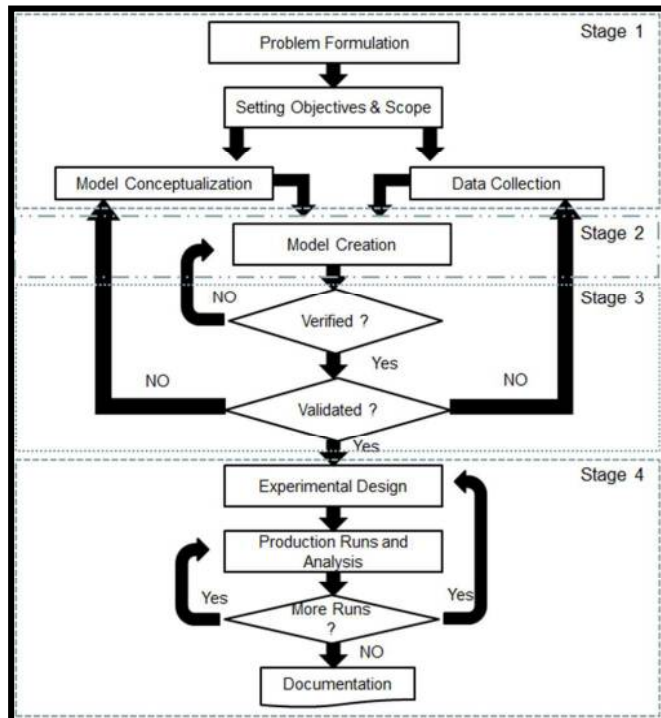 Stage 1
Problem Formulation
Setting Objectives & Scope
Model Conceptualization
Data Collection
Stage 2
Model Creation
Stage 3
NO
Verified ?
Yes
NO
NO
Validated ?
Yes
Stage 4
Experimental Design
Production Runs and
Analysis
Yes
Yes
More Runs
?
NO
Documentation